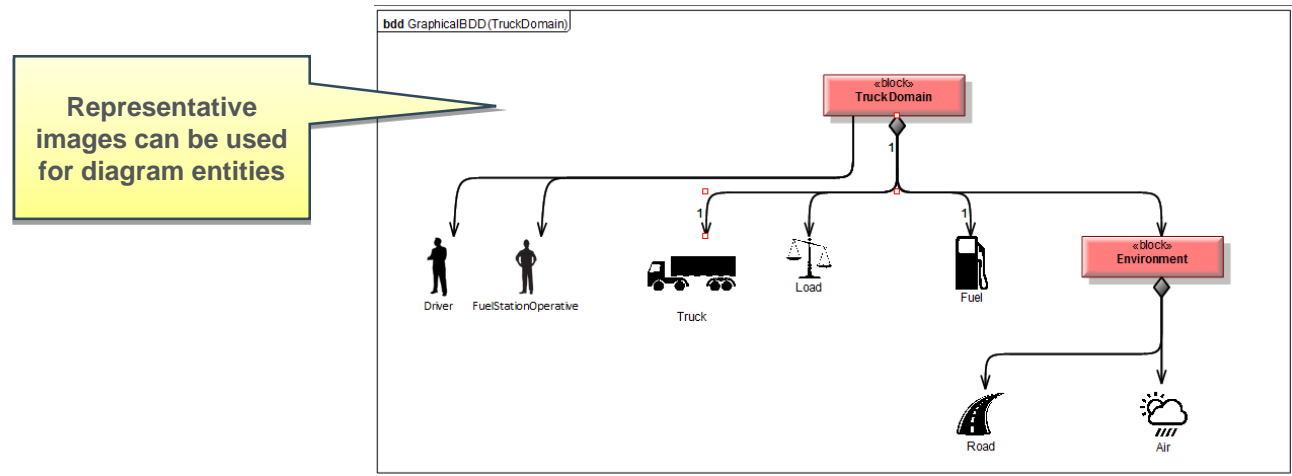 bdd GraphicalBDD(TruckDomain)
Representative
images can be used
for diagram entities
«block»
TruckDomain
1
1
1
Driver
FuelStationOperative
Truck
Load
Fuel
«block»
Environment
Road
Air